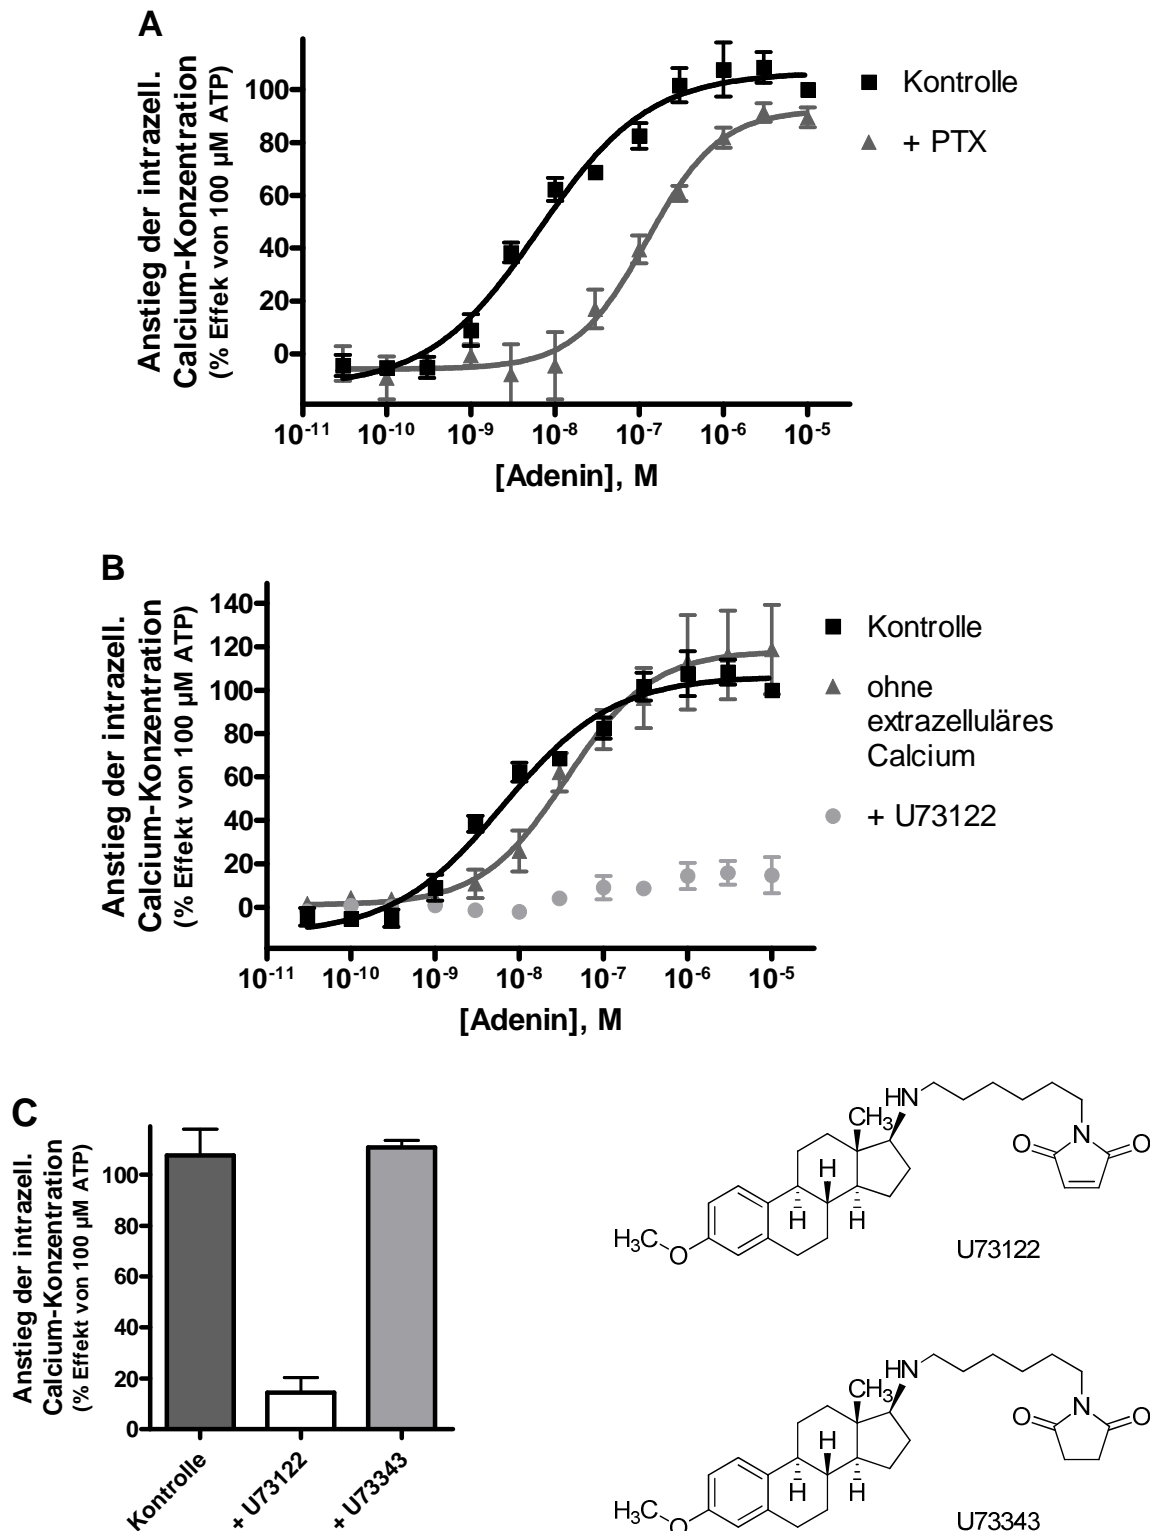 A
Anstieg der intrazell.
Calcium-Konzentration
(% Effek von 100 µM ATP)
100
80
60
40
20
0
10-11
10-10
10-9
10-8
10-7
10-6
10-5
[Adenin], M
Kontrolle
+ PTX
B
Anstieg der intrazell.
Calcium-Konzentration
(% Effekt von 100 µM ATP)
140
120
100
80
60
40
20
0
10-11
10-10
10-9
10-8
10-7
10-6
10-5
[Adenin], M
Kontrolle
ohne
extrazelluläres
Calcium
+ U73122
C
Anstieg der intrazell.
Calcium-Konzentration
(% Effekt von 100 µM ATP)
100
80
60
40
20
0
Kontrolle
+ U73122
+ U73343
HN
CH3
N
O
O
H
H
H
H3C
O
U73122
HN
CH3
N
O
O
H
H
H
H3C
O
U73343